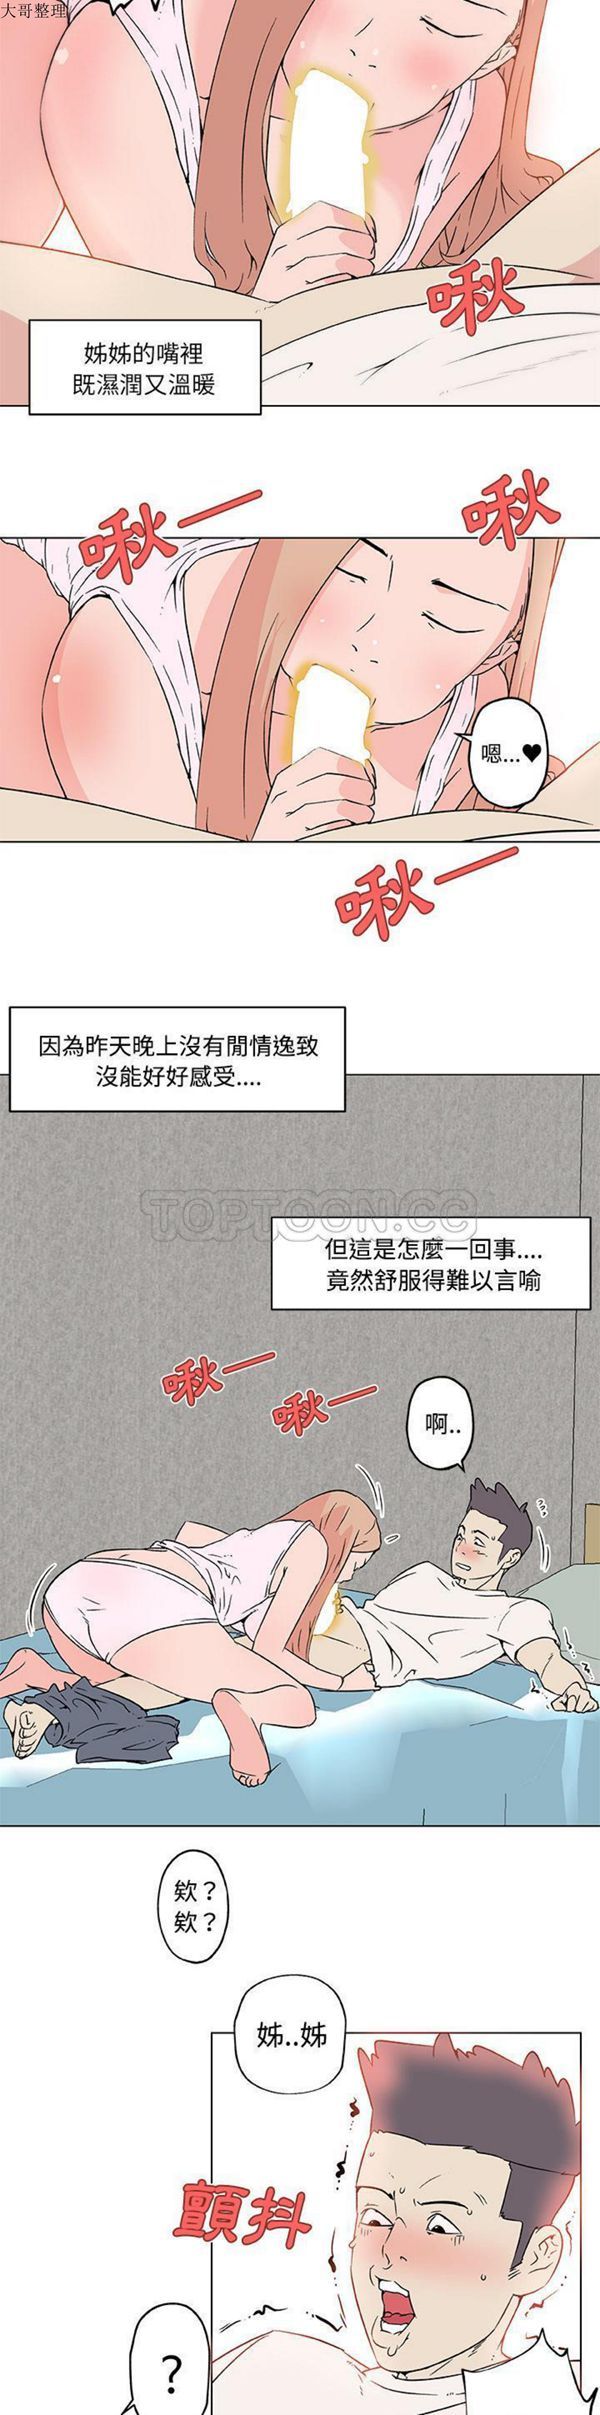 大哥整理
啾
姊姊的嘴裡
既濕潤又溫暖
啾一
啾
嗯...♥
啾一
因為昨天晚上沒有閒情逸致
沒能好好感受....
TOPTOON.CC
但這是怎麼一回事....
竟然舒服得難以言喻
啾一
啾一
啊..
欸?
欸?
姊..姊
顫抖
?